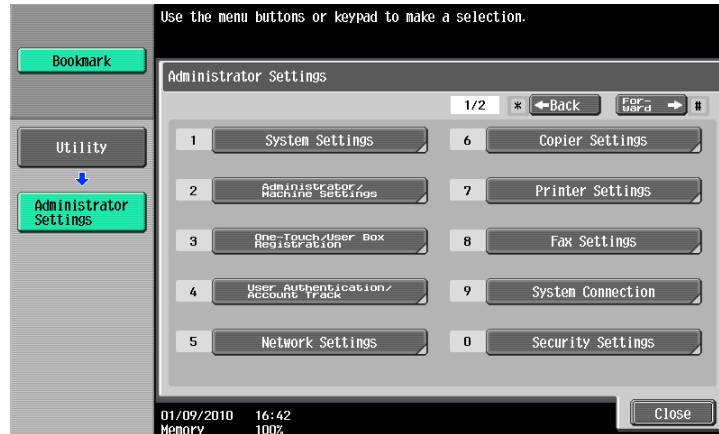 Use the menu buttons or keypad to make a selection.
Bookmark
Administrator Settings
1/2 * ←Back For-
ward → #
Utility
Administrator
Settings
1 System Settings
2 Administrator/
Machine Settings
3 One-Touch/User Box
Registration
4 User Authentication/
Account Track
5 Network Settings
6 Copier Settings
7 Printer Settings
8 Fax Settings
9 System Connection
0 Security Settings
01/09/2010 16:42
Memory 100%
Close